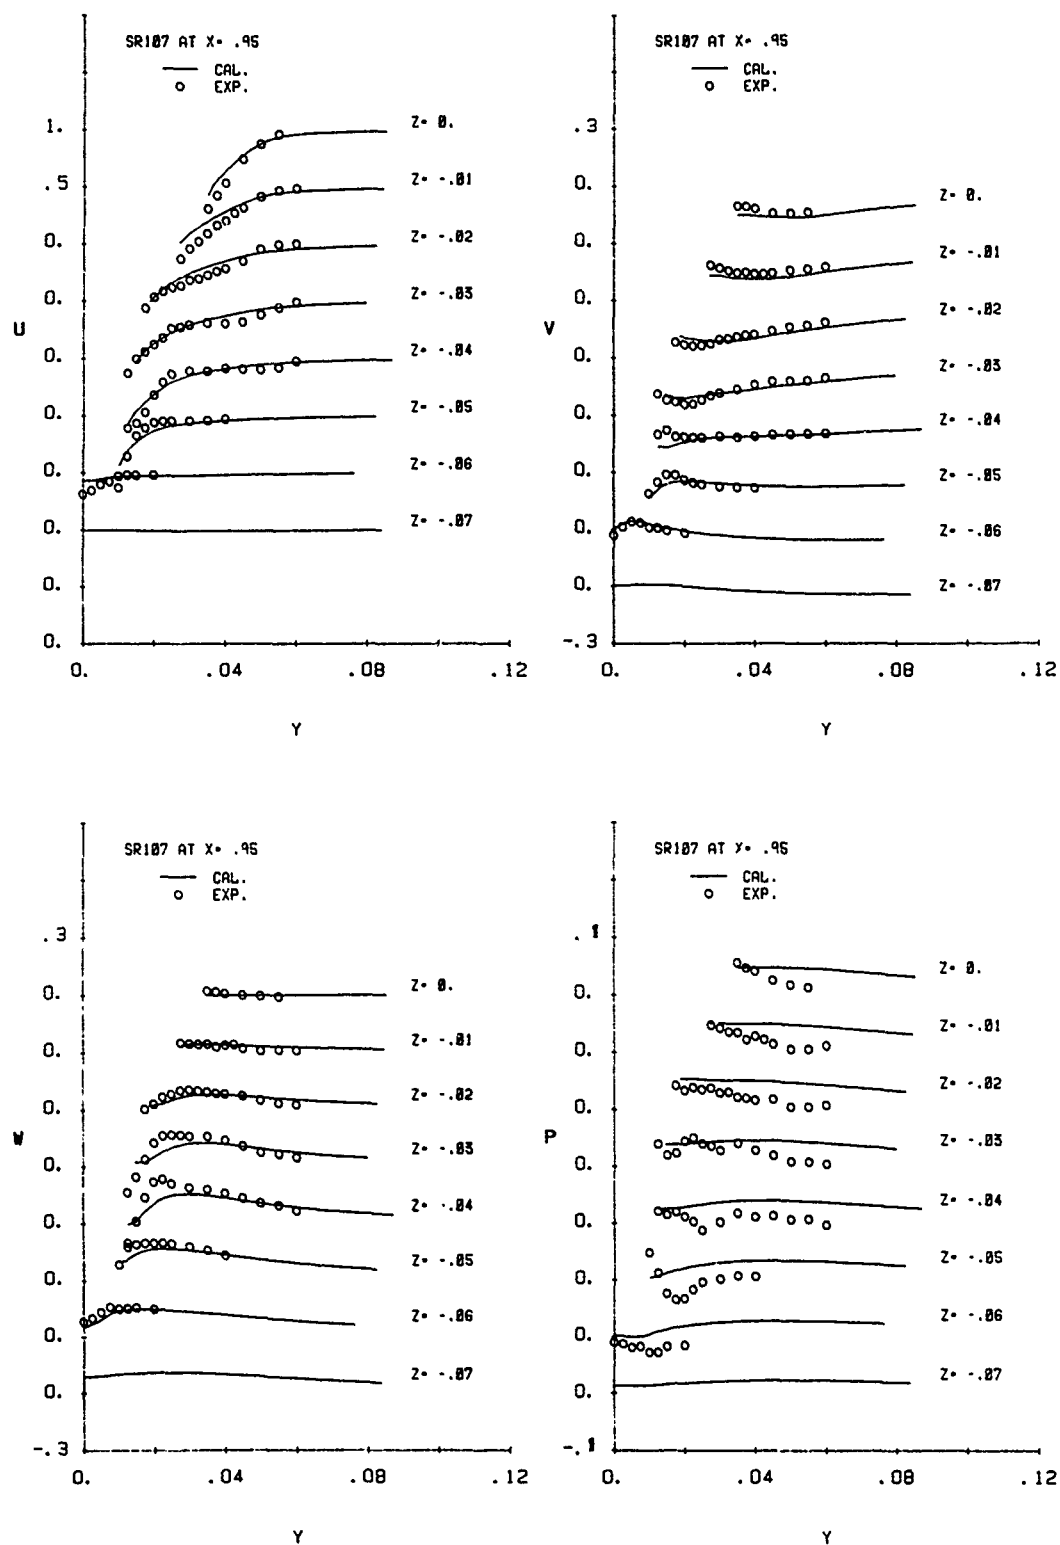 SR107 AT X= .95
CAL.
EXP.
1.
.5
0.
0.
0.
0.
0.
0.
0.
0.
U
Z= 0.
Z= -.01
Z= -.02
Z= -.03
Z= -.04
Z= -.05
Z= -.06
Z= -.07
0. .04 .08 .12
Y
SR107 AT X= .95
CAL.
EXP.
.3
0.
0.
0.
0.
0.
0.
0.
0.
-.3
V
Z= 0.
Z= -.01
Z= -.02
Z= -.03
Z= -.04
Z= -.05
Z= -.06
Z= -.07
0. .04 .08 .12
Y
SR107 AT X= .95
CAL.
EXP.
.3
0.
0.
0.
0.
0.
0.
0.
0.
-.3
W
Z= 0.
Z= -.01
Z= -.02
Z= -.03
Z= -.04
Z= -.05
Z= -.06
Z= -.07
0. .04 .08 .12
Y
SR107 AT X= .95
CAL.
EXP.
.1
0.
0.
0.
0.
0.
0.
0.
0.
-.1
P
Z= 0.
Z= -.01
Z= -.02
Z= -.03
Z= -.04
Z= -.05
Z= -.06
Z= -.07
0. .04 .08 .12
Y